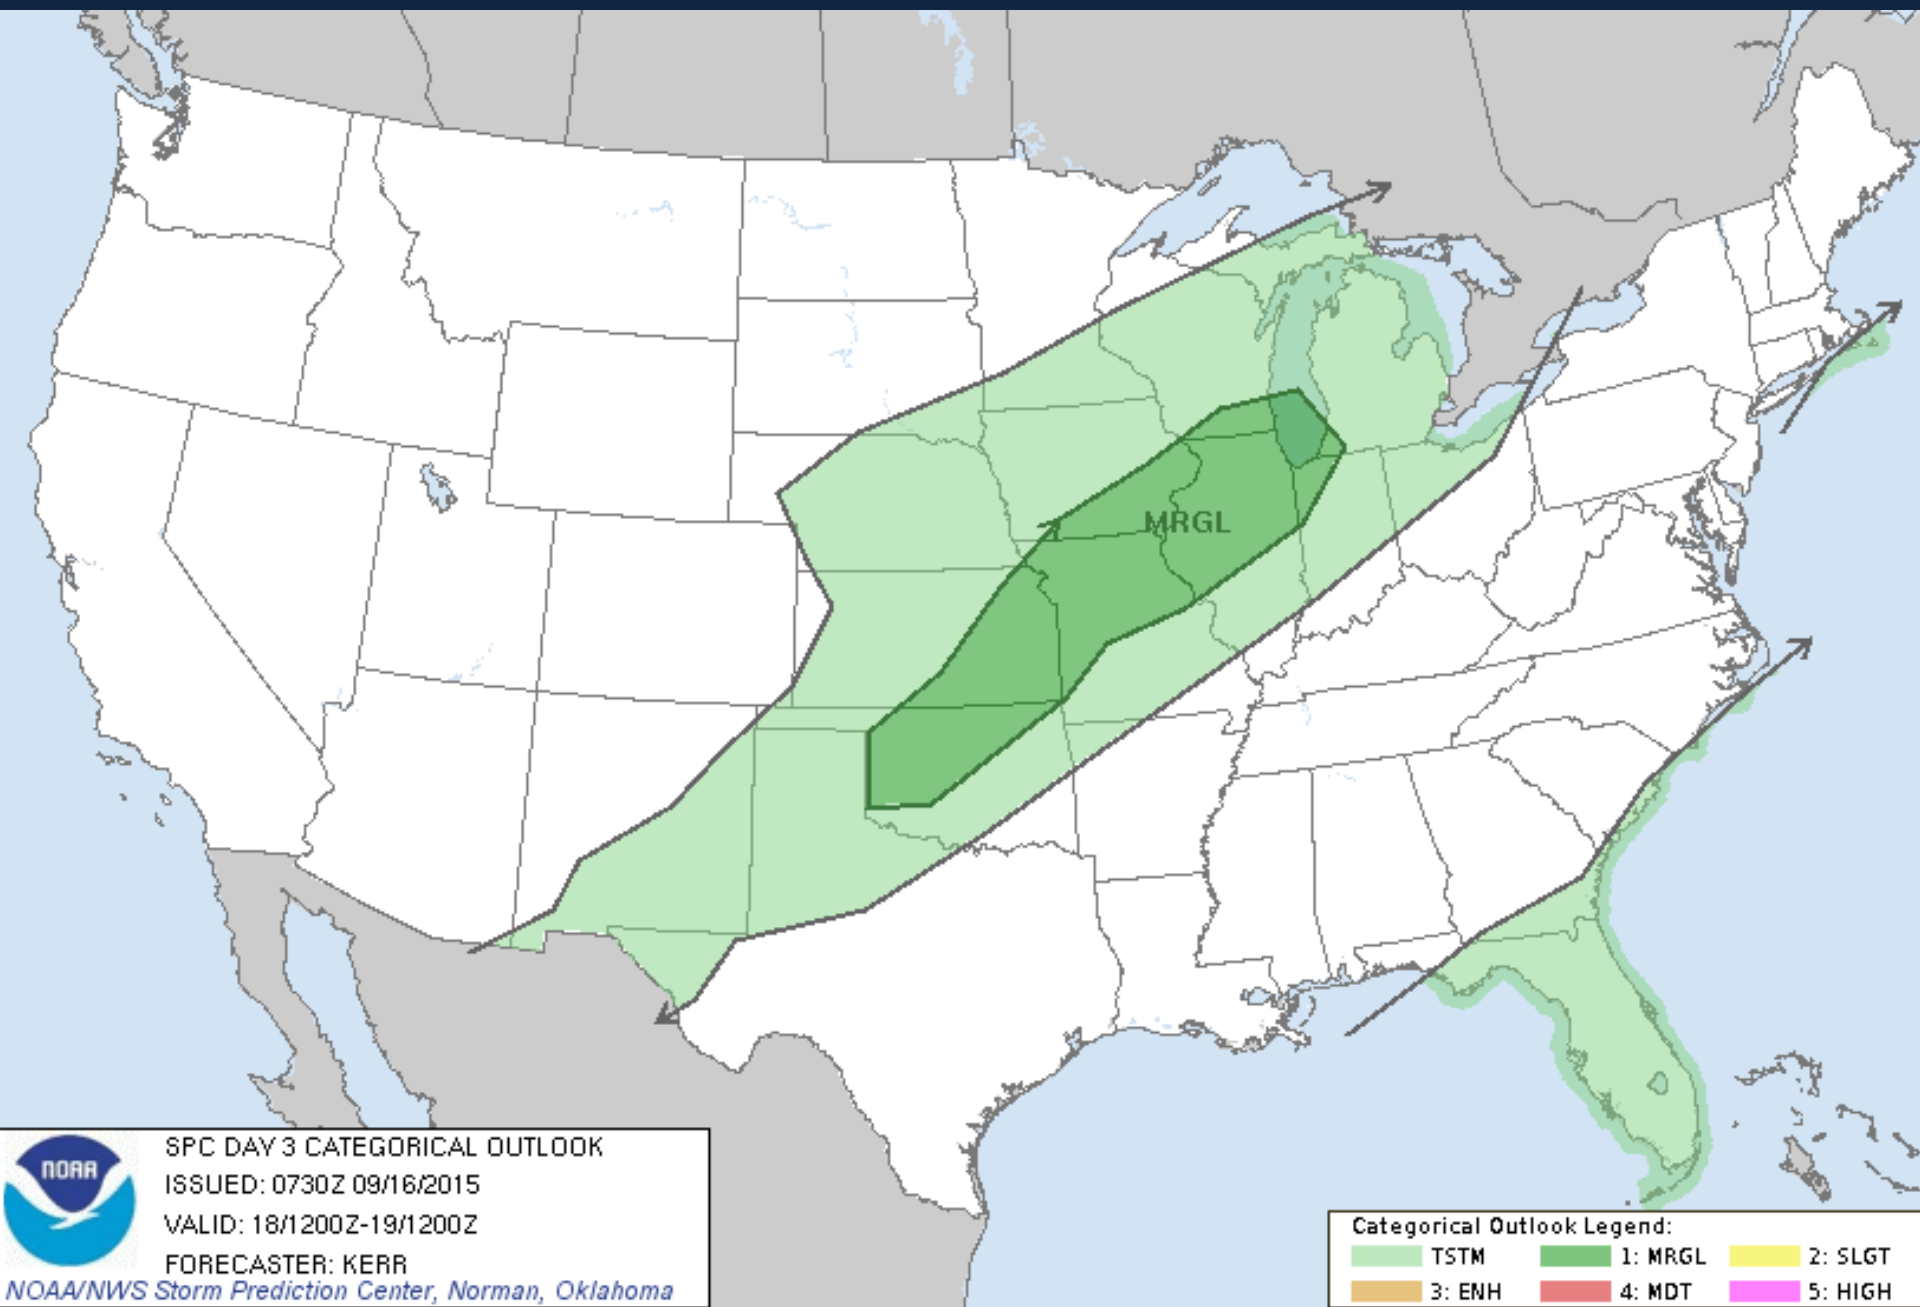 MRGL
NOAA
SPC DAY 3 CATEGORICAL OUTLOOK
ISSUED: 0730Z 09/16/2015
VALID: 18/1200Z-19/1200Z
FORECASTER: KERR
NOAA/NWS Storm Prediction Center, Norman, Oklahoma
Categorical Outlook Legend:
TSTM 1: MRGL 2: SLGT
3: ENH 4: MDT 5: HIGH